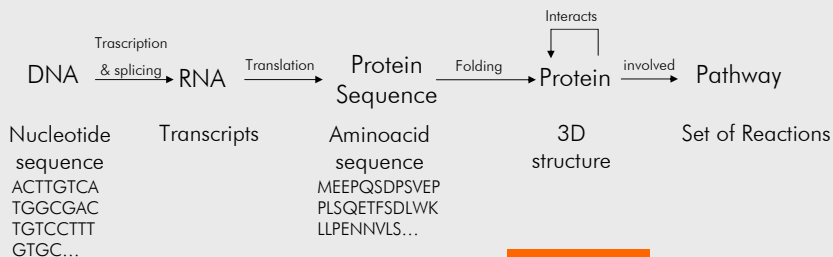 Interacts
Trascription
& splicing
Translation
Folding
involved
DNA
RNA
Protein
Sequence
Protein
Pathway
Nucleotide
sequence
ACTTGTCA
TGGCGAC
TGTCCTTT
GTGC...
Transcripts
Aminoacid
sequence
MEEPQSDPSVEP
PLSQETFSDLWK
LLPENNVLS...
3D
structure
Set of Reactions